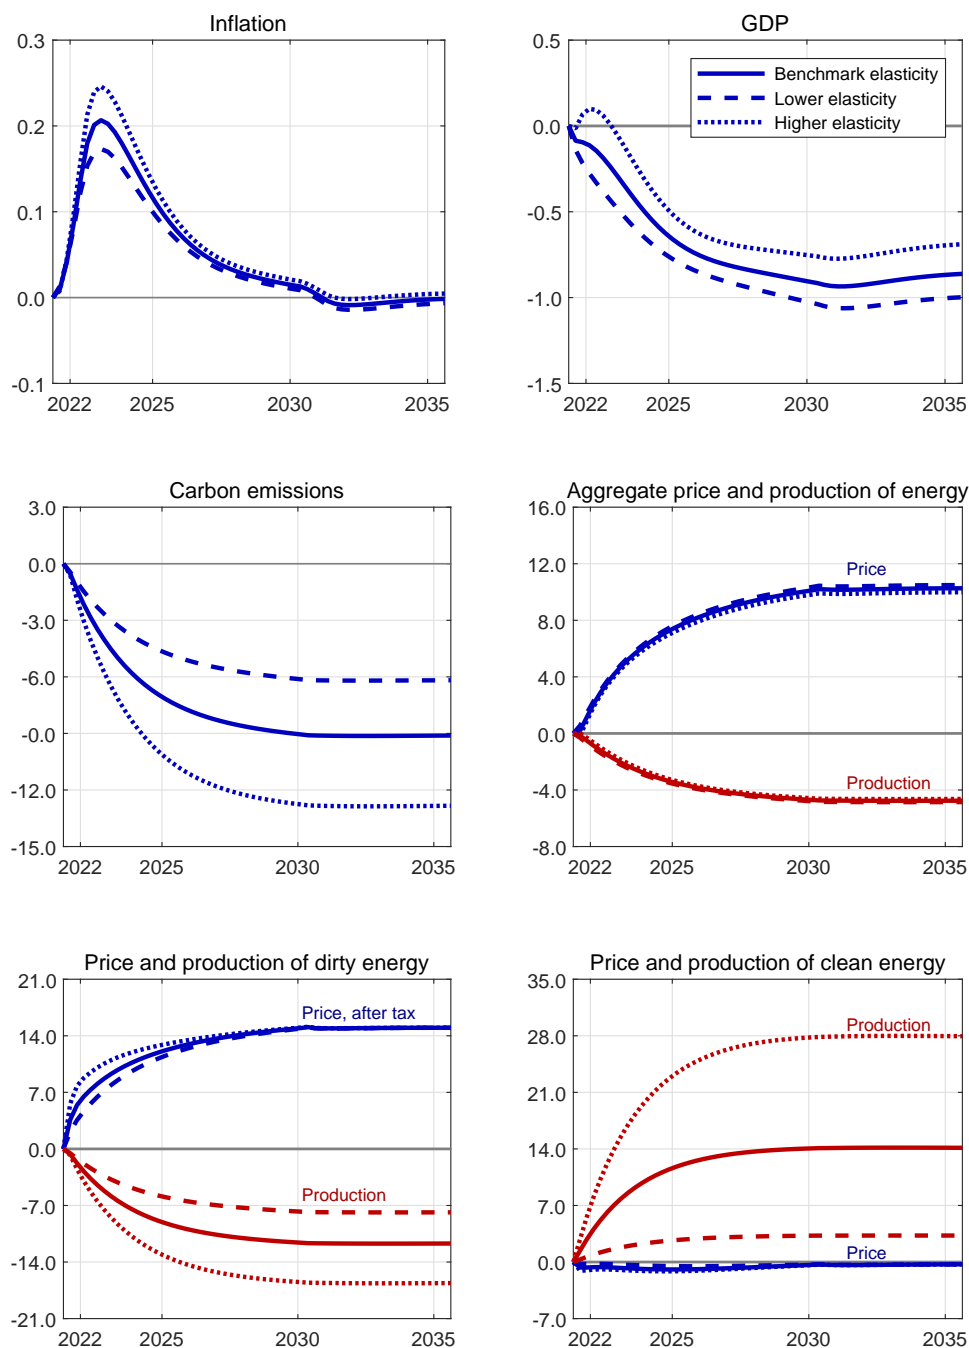 Inflation
0.3
0.2
0.1
0.0
-0.1
2022 2025 2030 2035
GDP
0.5
0.0
-0.5
-1.0
-1.5
2022 2025 2030 2035
Benchmark elasticity
Lower elasticity
Higher elasticity
Carbon emissions
3.0
0.0
-3.0
-6.0
-0.0
-12.0
-15.0
2022 2025 2030 2035
Aggregate price and production of energy
16.0
12.0
8.0
4.0
0.0
-4.0
-8.0
Price
Production
2022 2025 2030 2035
Price and production of dirty energy
21.0
14.0
7.0
0.0
-7.0
-14.0
-21.0
Price, after tax
Production
2022 2025 2030 2035
Price and production of clean energy
35.0
28.0
21.0
14.0
7.0
0.0
-7.0
Production
Price
2022 2025 2030 2035